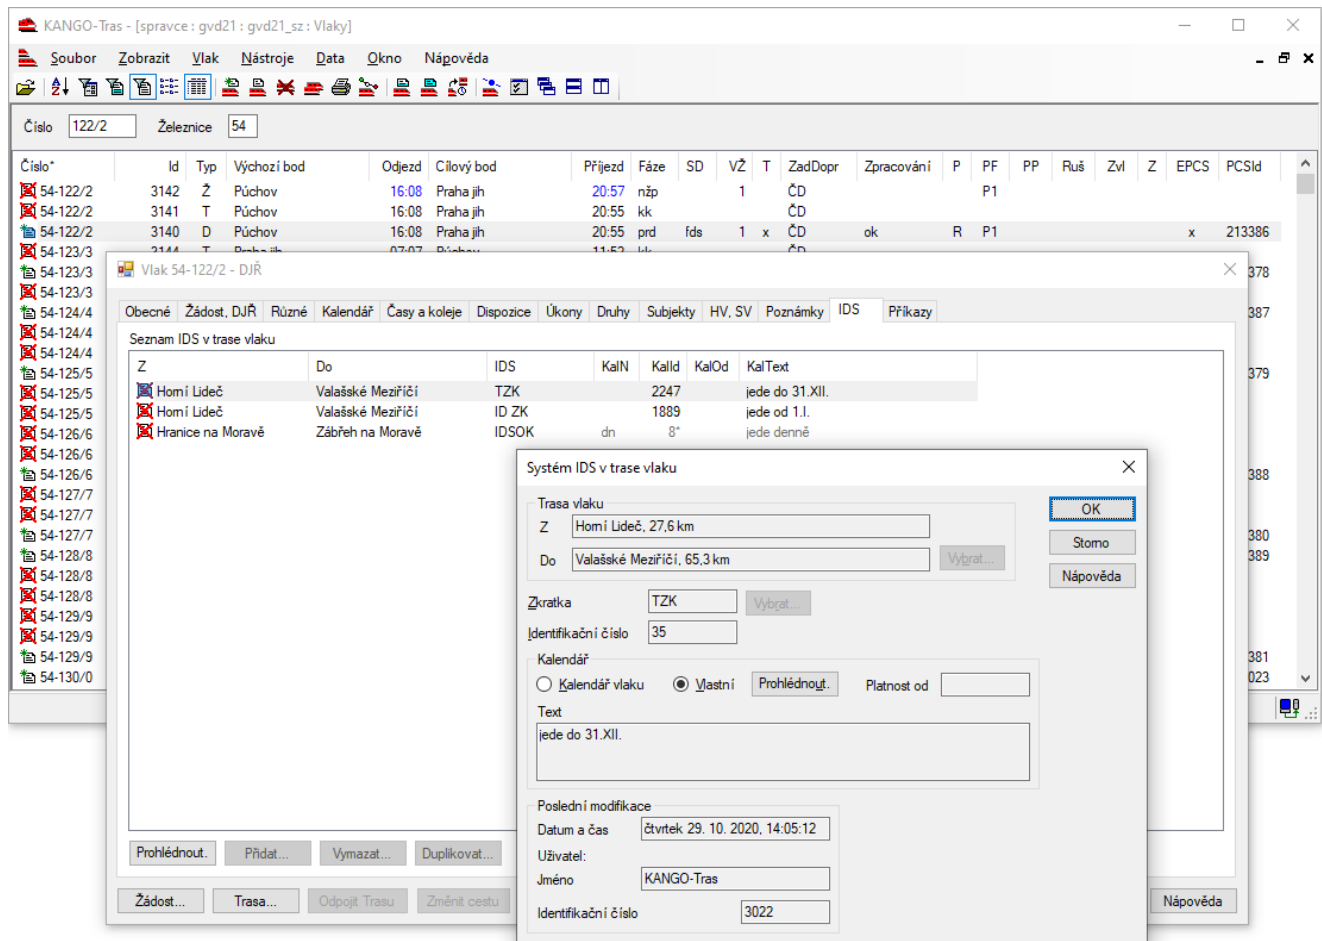 KANGO-Tras - [spravce : gvd21 : gvd21_sz : Vlaky]
Soubor Zobrazit Vlak Nástroje Data Okno Nápověda
Číslo 122/2 Železnice 54
Číslo* Id Typ Výchozí bod Odjezd Cílový bod Příjezd Fáze SD VŽ T ZadDopr Zpracování P PF PP Ruš Zvl Z EPCS PCSId
54-122/2 3142 Ž Púchov 16:08 Praha jih 20:57 nžp 1 ČD P1
54-122/2 3141 T Púchov 16:08 Praha jih 20:55 kk ČD
54-122/2 3140 D Púchov 16:08 Praha jih 20:55 prd fds 1 x ČD ok R P1 x 213386
54-123/3 3144 T Praha jih 07:07 Púchov 11:52 kk ČD
54-123/3 378
54-123/3
54-124/4 387
54-124/4
54-124/4
54-125/5 379
54-125/5
54-125/5
54-126/6
54-126/6
54-126/6 388
54-127/7
54-127/7
54-127/7 380
54-128/8 389
54-128/8
54-128/8
54-129/9
54-129/9
54-129/9 381
54-130/0 023
Vlak 54-122/2 - DJŘ
Obecné Žádost, DJŘ Různé Kalendář Časy a koleje Dispozice Úkony Druhy Subjekty HV, SV Poznámky IDS Příkazy
Seznam IDS v trase vlaku
Z Do IDS KalN KalId KalOd KalText
Horní Lideč Valašské Meziříčí TZK 2247 jede do 31.XII.
Horní Lideč Valašské Meziříčí ID ZK 1889 jede od 1.I.
Hranice na Moravě Zábřeh na Moravě IDSOK dn 8* jede denně
Prohlédnout. Přidat... Vymazat... Duplikovat...
Žádost... Trasa... Odpojit Trasu Změnit cestu Nápověda
Systém IDS v trase vlaku
Trasa vlaku
Z Horní Lideč, 27,6 km
Do Valašské Meziříčí, 65,3 km Vybrat...
OK
Storno
Nápověda
Zkratka TZK Vybrat...
Identifikační číslo 35
Kalendář
Kalendář vlaku Vlastní Prohlédnout. Platnost od
Text
jede do 31.XII.
Poslední modifikace
Datum a čas čtvrtek 29. 10. 2020, 14:05:12
Uživatel:
Jméno KANGO-Tras
Identifikační číslo 3022